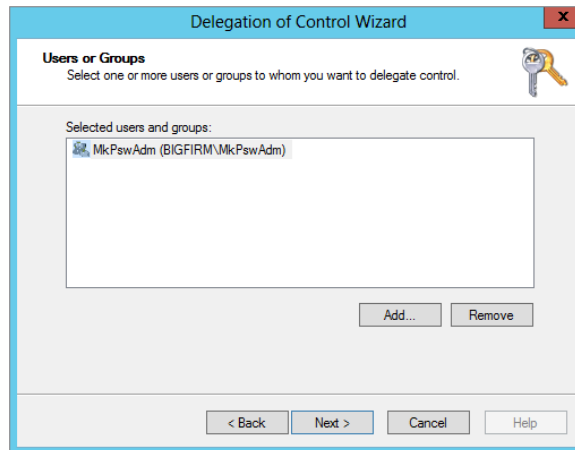 Delegation of Control Wizard
x
Users or Groups
Select one or more users or groups to whom you want to delegate control.
Selected users and groups:
MkPswAdm (BIGFIRM\MkPswAdm)
Add... Remove
< Back Next > Cancel Help